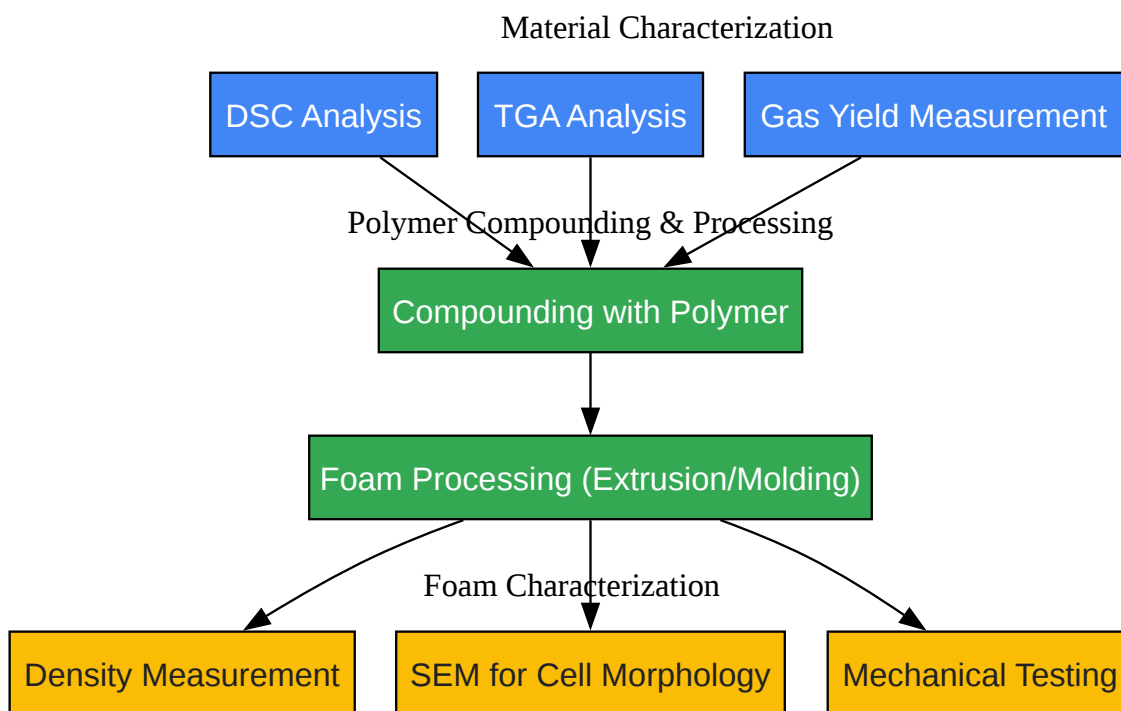 Material Characterization
DSC Analysis
TGA Analysis
Gas Yield Measurement
Polymer Compounding & Processing
Compounding with Polymer
Foam Processing (Extrusion/Molding)
Foam Characterization
Density Measurement
SEM for Cell Morphology
Mechanical Testing